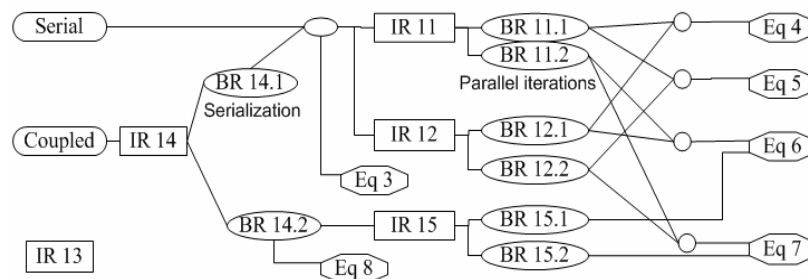 Serial
IR 11
BR 11.1
Eq 4
BR 11.2
BR 14.1
Parallel iterations
Eq 5
Serialization
Coupled
IR 14
IR 12
BR 12.1
Eq 6
BR 12.2
Eq 3
BR 14.2
IR 15
BR 15.1
IR 13
Eq 8
BR 15.2
Eq 7